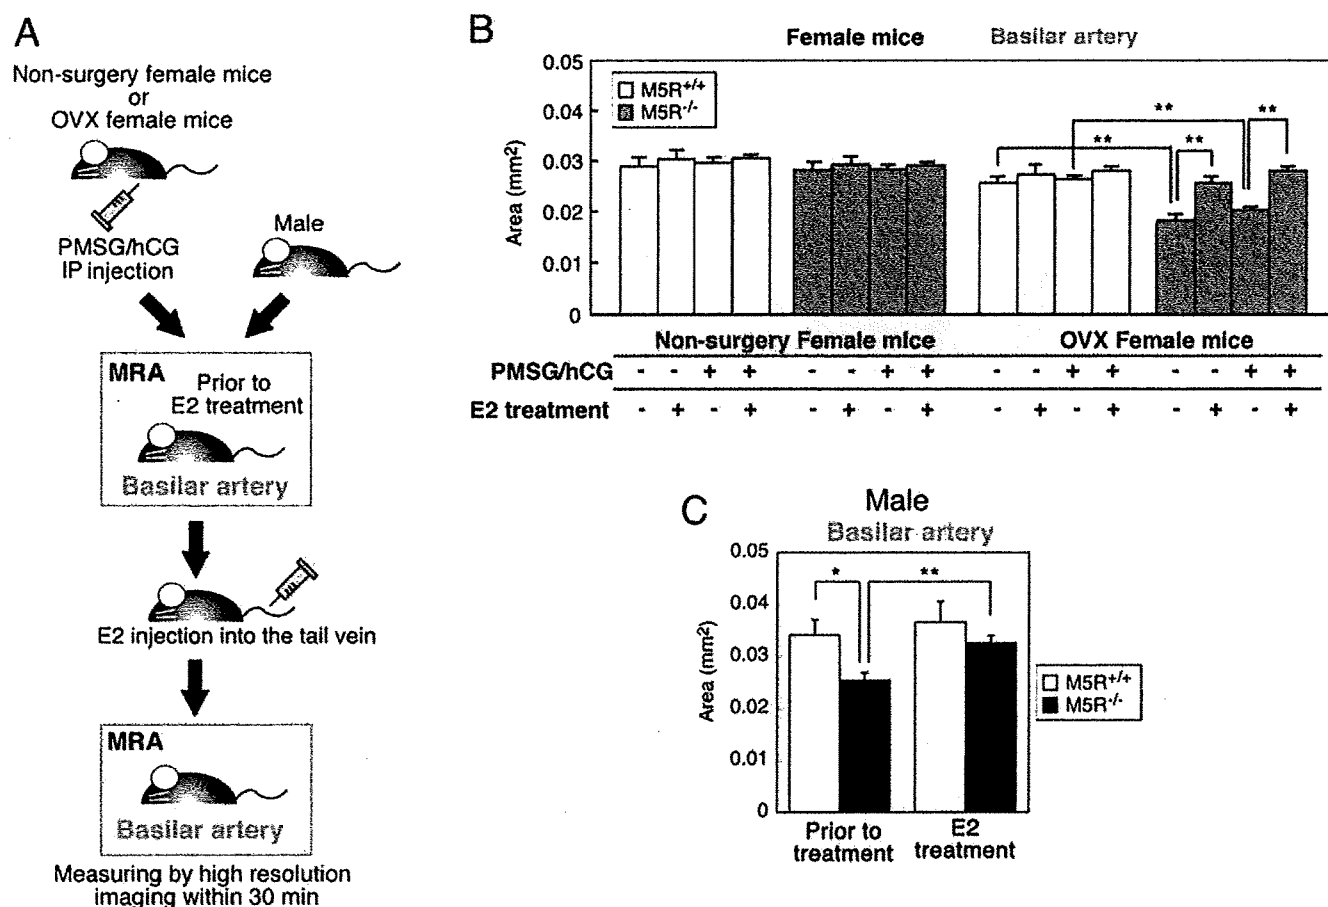 A
Non-surgery female mice
or
OVX female mice
PMSG/hCG
IP injection
Male
MRA
Prior to
E2 treatment
Basilar artery
E2 injection into the tail vein
MRA
Basilar artery
Measuring by high resolution
imaging within 30 min
B
Female mice Basilar artery
Area (mm²)
0.05
0.04
0.03
0.02
0.01
0
M5R+/+
M5R-/-
** ** ** **
Non-surgery Female mice OVX Female mice
PMSG/hCG - - + + - - + + - - + + - - + +
E2 treatment - + - + - + - + - + - + - + - +
C
Male
Basilar artery
Area (mm²)
0.05
0.04
0.03
0.02
0.01
0
* **
M5R+/+
M5R-/-
Prior to
treatment
E2
treatment